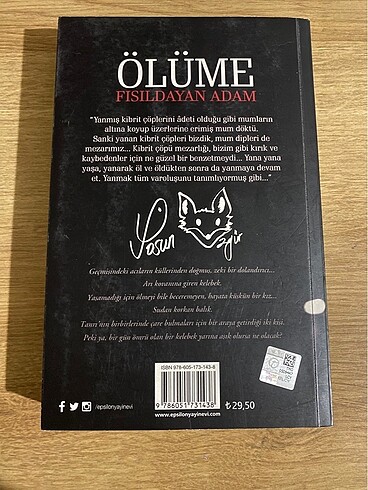 ÖLÜME
FISILDAYAN ADAM
"Yanmış kibrit çöplerini âdeti olduğu gibi mumların
altına koyup üzerlerine erimiş mum döktü.
Sanki yanan kibrit çöpleri bizdik, mum dipleri de
mezarımız... Kibrit çöpü mezarlığı, bizim gibi kırık ve
kaybedenler için ne güzel bir benzetmeydi... Yana yana
yaşa, yanarak öl ve öldükten sonra da yanmaya devam
et. Yanmak tüm varoluşunu tanımlıyormuş gibi..."
Yosun Özgür
Geçmişindeki acıların küllerinden doğmuş, zeki bir dolandırıcı...
Arı kovanına giren kelebek.
Yaşamadığı için ölmeyi bile beceremeyen, hayata küskün bir kız...
Sudan korkan balık.
Tanrı'nın birbirlerinde çare bulmaları için bir araya getirdiği iki kişi.
Peki ya, bir günü ömrü olan bir kelebek yarına aşık olursa ne olacak?
ISBN 978-605-173-143-8
9786051731438
/epsilonyayinevi
www.epsilonyayinevi.com
₺29,50